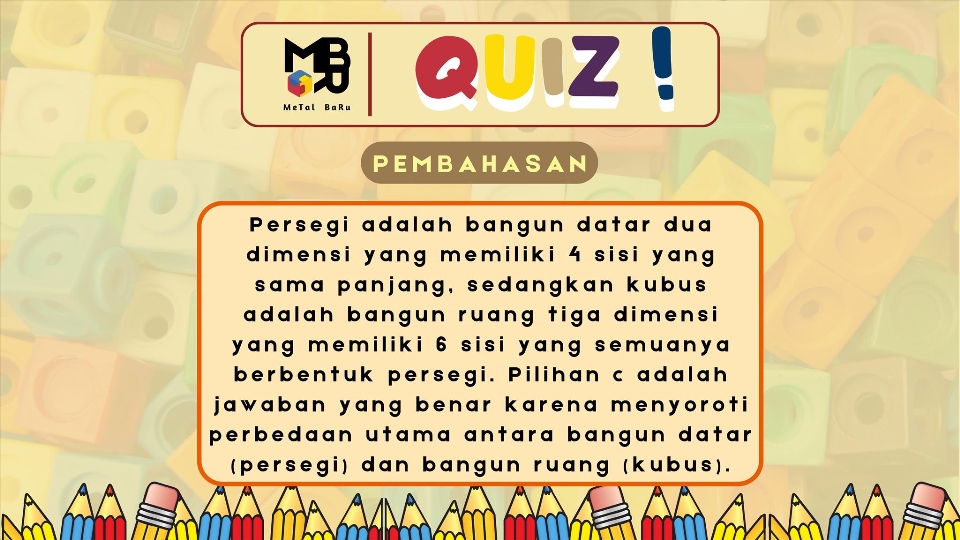 MBR
MeTal BaRu
QUIZ !
PEMBAHASAN
Persegi adalah bangun datar dua
dimensi yang memiliki 4 sisi yang
sama panjang, sedangkan kubus
adalah bangun ruang tiga dimensi
yang memiliki 6 sisi yang semuanya
berbentuk persegi. Pilihan c adalah
jawaban yang benar karena menyoroti
perbedaan utama antara bangun datar
(persegi) dan bangun ruang (kubus).